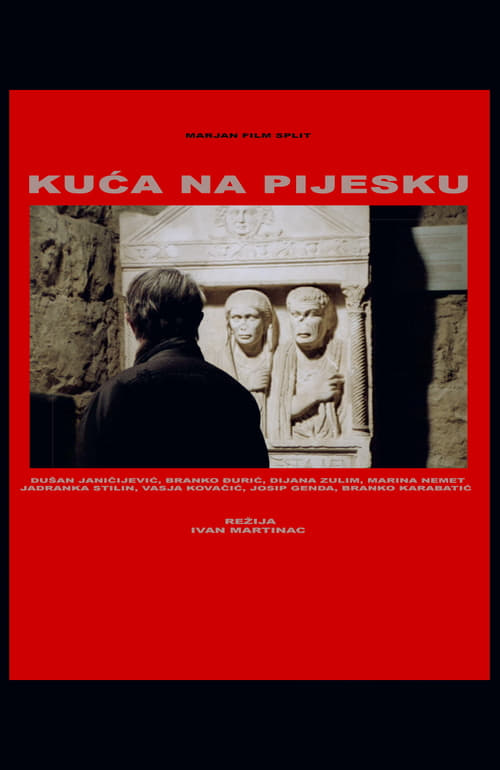 MARJAN FILM SPLIT
KUĆA NA PIJESKU
DUŠAN JANIĆIJEVIĆ, BRANKO ĐURIĆ, DIJANA ZULIM, MARINA NEMET
JADRANKA STILIN, VASJA KOVAČIĆ, JOSIP GENDA, BRANKO KARABATIĆ
REŽIJA
IVAN MARTINAC